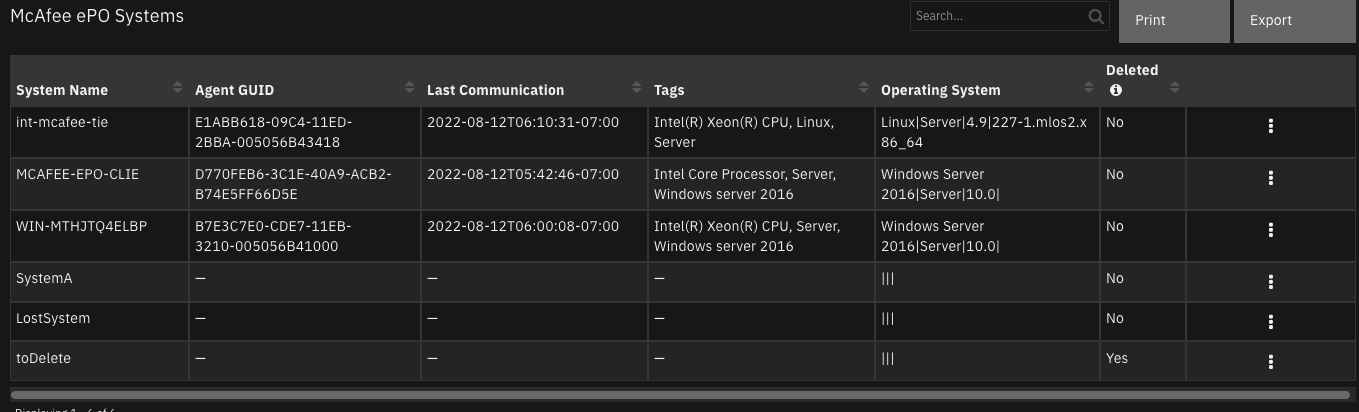 McAfee ePO Systems
Search...
Print
Export
System Name
Agent GUID
Last Communication
Tags
Operating System
Deleted
int-mcafee-tie
E1ABB618-09C4-11ED-
2BBA-005056B43418
2022-08-12T06:10:31-07:00
Intel(R) Xeon(R) CPU, Linux,
Server
Linux|Server|4.9|227-1.mlos2.x
86_64
No
MCAFEE-EPO-CLIE
D770FEB6-3C1E-40A9-ACB2-
B74E5FF66D5E
2022-08-12T05:42:46-07:00
Intel Core Processor, Server,
Windows server 2016
Windows Server
2016|Server|10.0|
No
WIN-MTHJTQ4ELBP
B7E3C7E0-CDE7-11EB-
3210-005056B41000
2022-08-12T06:00:08-07:00
Intel(R) Xeon(R) CPU, Server,
Windows server 2016
Windows Server
2016|Server|10.0|
No
SystemA
—
—
—
|||
No
LostSystem
—
—
—
|||
No
toDelete
—
—
—
|||
Yes
Displaying 1 - 6 of 6